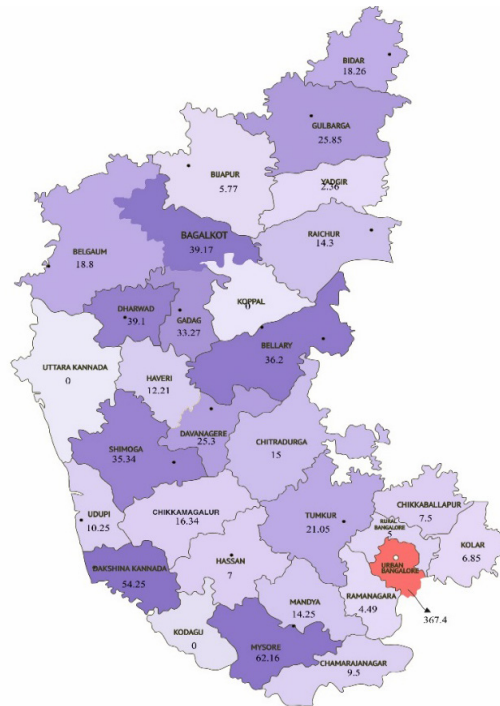 BIDAR
18.26
GULBARGA
25.85
BIJAPUR
5.77
YADGIR
2.36
BAGALKOT
39.17
RAICHUR
14.3
BELGAUM
18.8
DHARWAD
39.1
GADAG
33.27
KOPPAL
0
BELLARY
36.2
UTTARA KANNADA
0
HAVERI
12.21
DAVANAGERE
25.3
CHITRADURGA
15
SHIMOGA
35.34
UDUPI
10.25
CHIKKAMAGALUR
16.34
TUMKUR
21.05
CHIKKABALLAPUR
7.5
RURAL
BANGALORE
5
KOLAR
6.85
URBAN
BANGALORE
367.4
DAKSHINA KANNADA
54.25
HASSAN
7
RAMANAGARA
4.49
MANDYA
14.25
KODAGU
0
MYSORE
62.16
CHAMARAJANAGAR
9.5